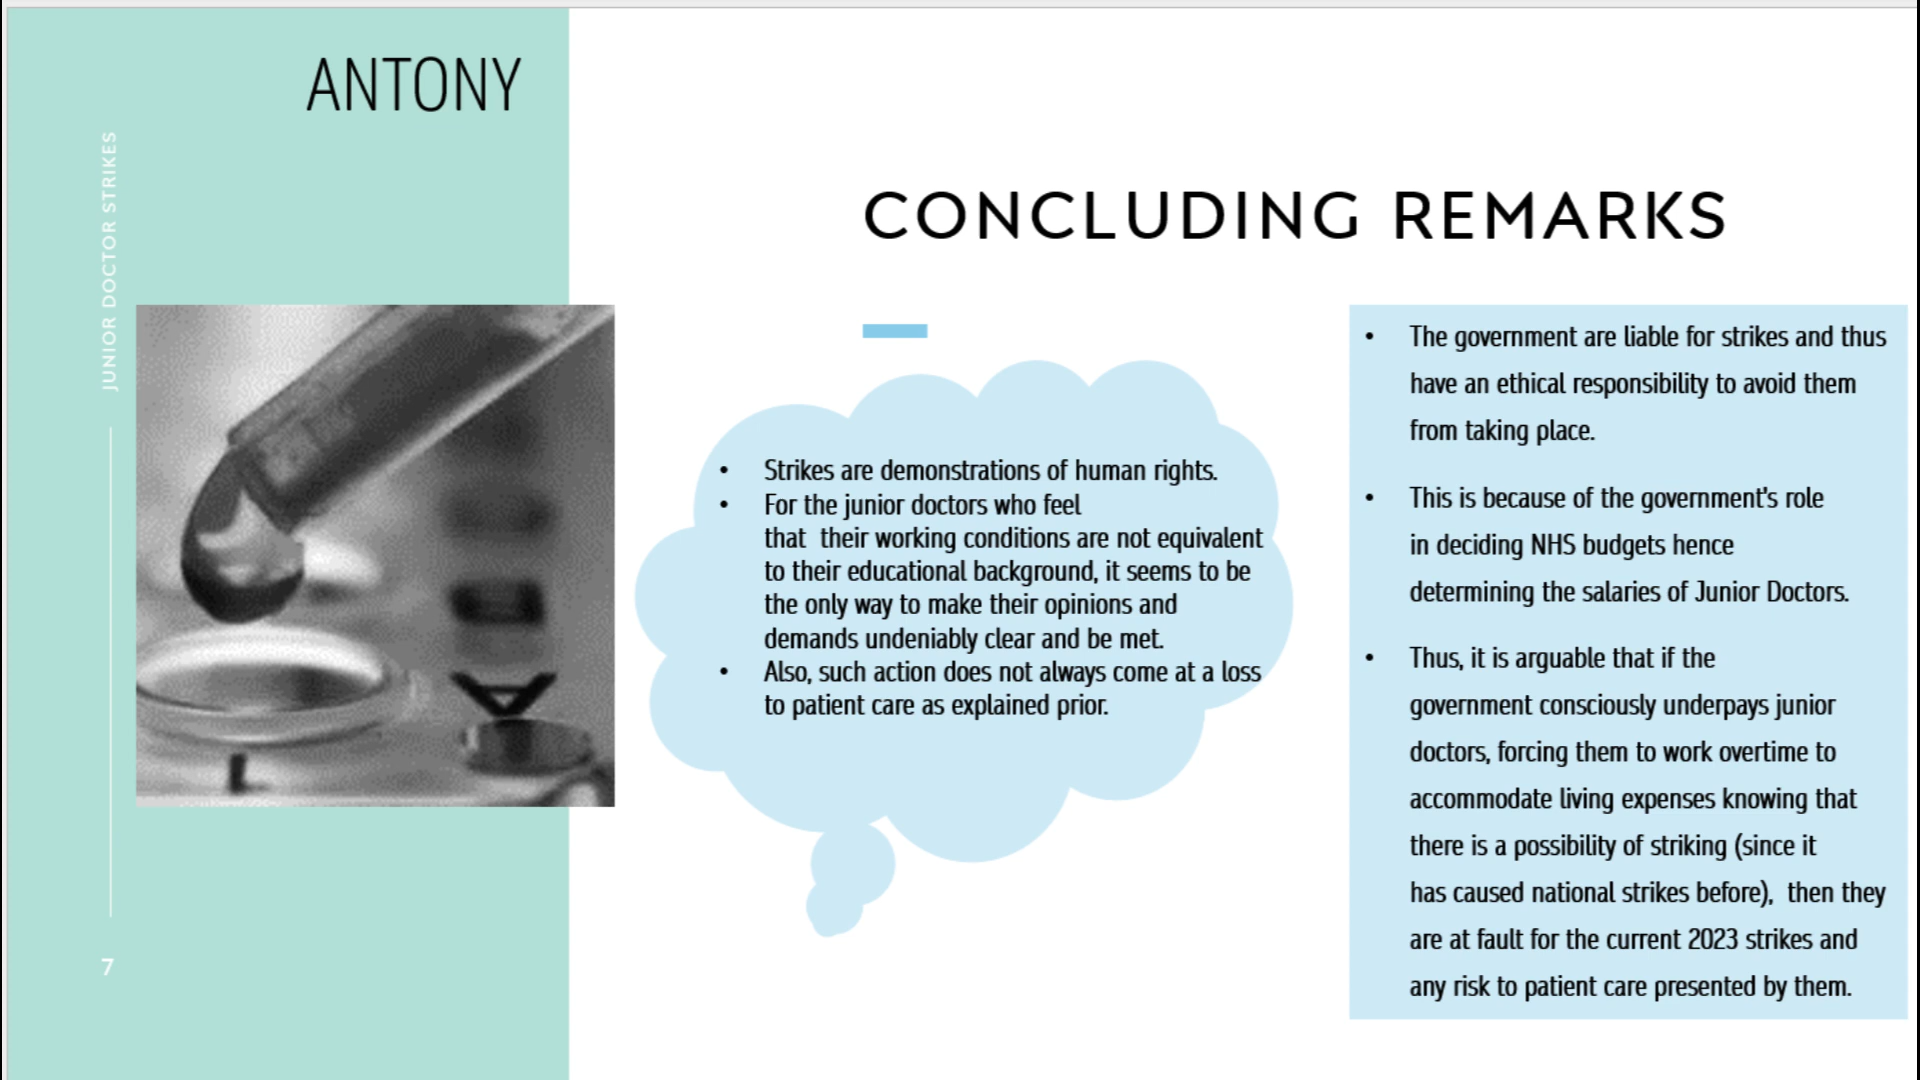 ANTONY
JUNIOR DOCTOR STRIKES
7
CONCLUDING REMARKS
• Strikes are demonstrations of human rights.
• For the junior doctors who feel
that  their working conditions are not equivalent
to their educational background, it seems to be
the only way to make their opinions and
demands undeniably clear and be met.
• Also, such action does not always come at a loss
to patient care as explained prior.
• The government are liable for strikes and thus
have an ethical responsibility to avoid them
from taking place.
• This is because of the government's role
in deciding NHS budgets hence
determining the salaries of Junior Doctors.
• Thus, it is arguable that if the
government consciously underpays junior
doctors, forcing them to work overtime to
accommodate living expenses knowing that
there is a possibility of striking (since it
has caused national strikes before),  then they
are at fault for the current 2023 strikes and
any risk to patient care presented by them.